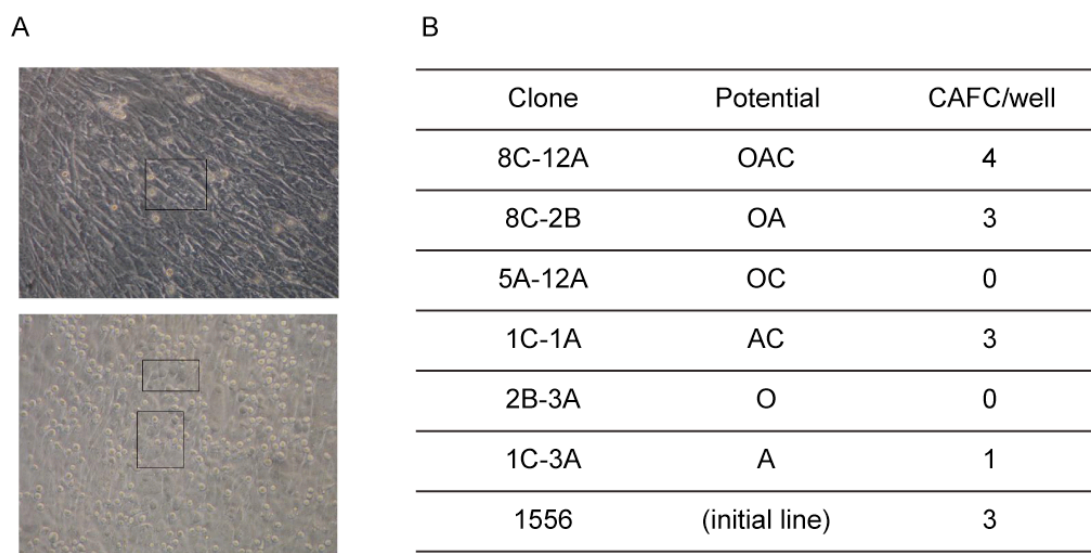 A
B
Clone Potential CAFC/well
8C-12A OAC 4
8C-2B OA 3
5A-12A OC 0
1C-1A AC 3
2B-3A O 0
1C-3A A 1
1556 (initial line) 3